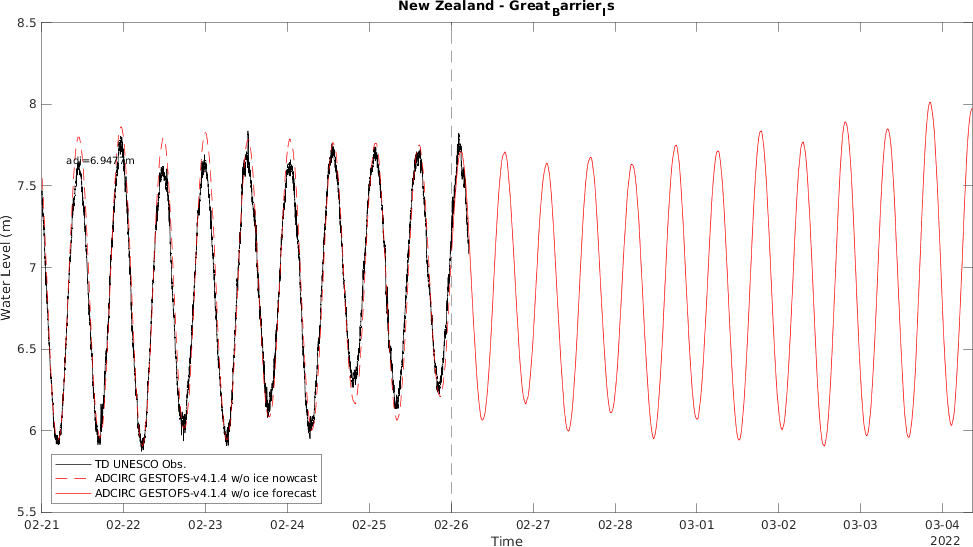 New Zealand - Great_Barrier_Is
8.5
8
7.5
7
6.5
6
5.5
Water Level (m)
adj=6.9477m
TD UNESCO Obs.
ADCIRC GESTOFS-v4.1.4 w/o ice nowcast
ADCIRC GESTOFS-v4.1.4 w/o ice forecast
02-21 02-22 02-23 02-24 02-25 02-26 02-27 02-28 03-01 03-02 03-03 03-04
Time
2022